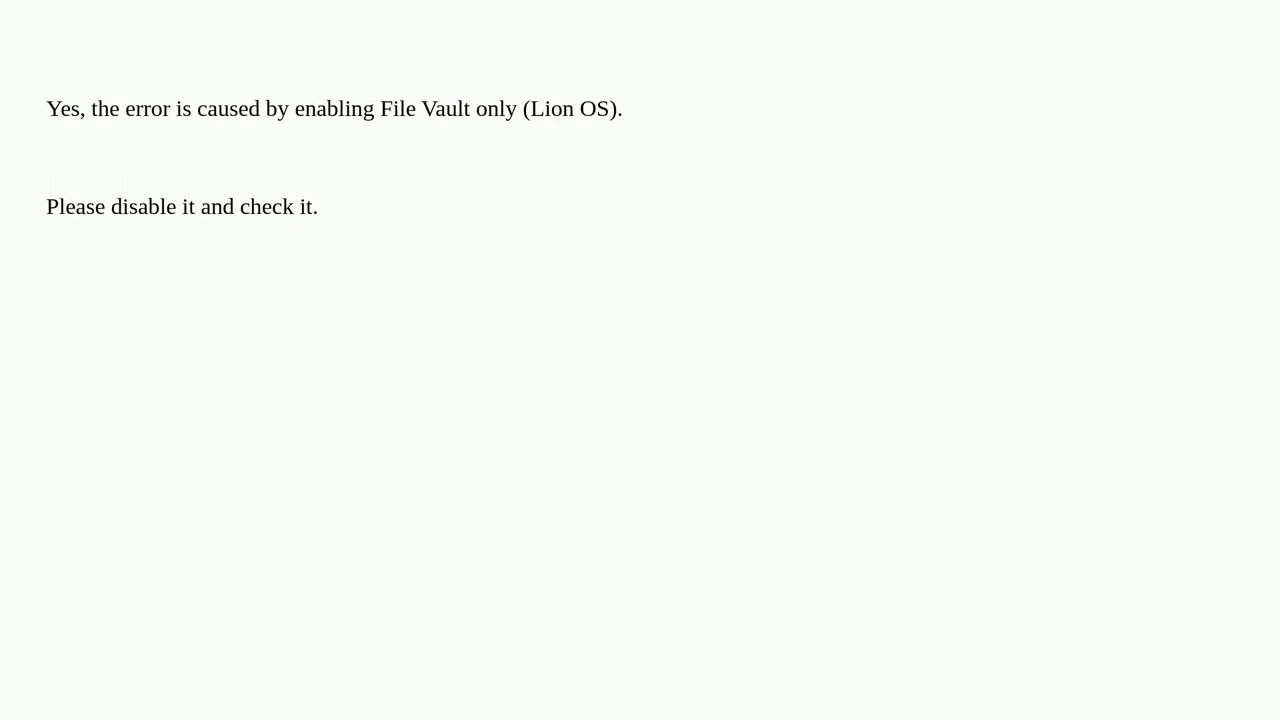 Yes, the error is caused by enabling File Vault only (Lion OS).
Please disable it and check it.